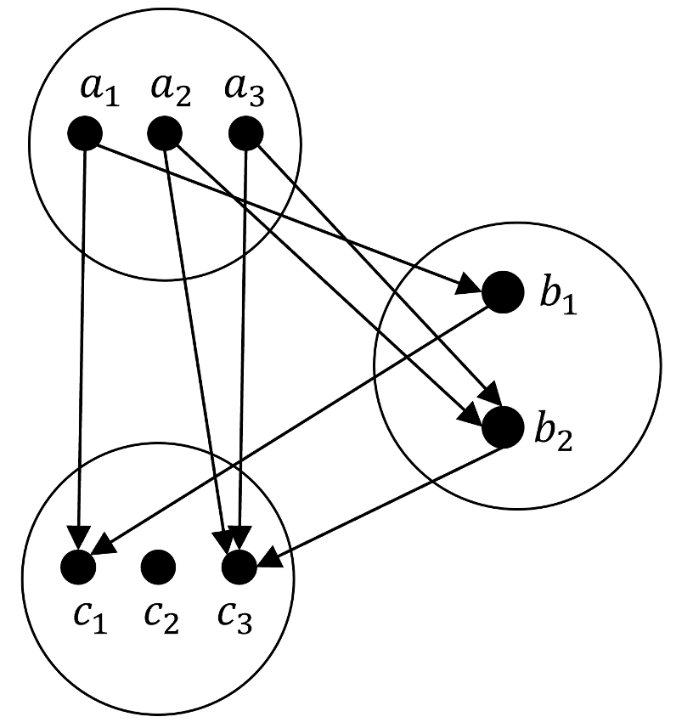 a₁ a₂ a₃
b₁
b₂
c₁ c₂ c₃